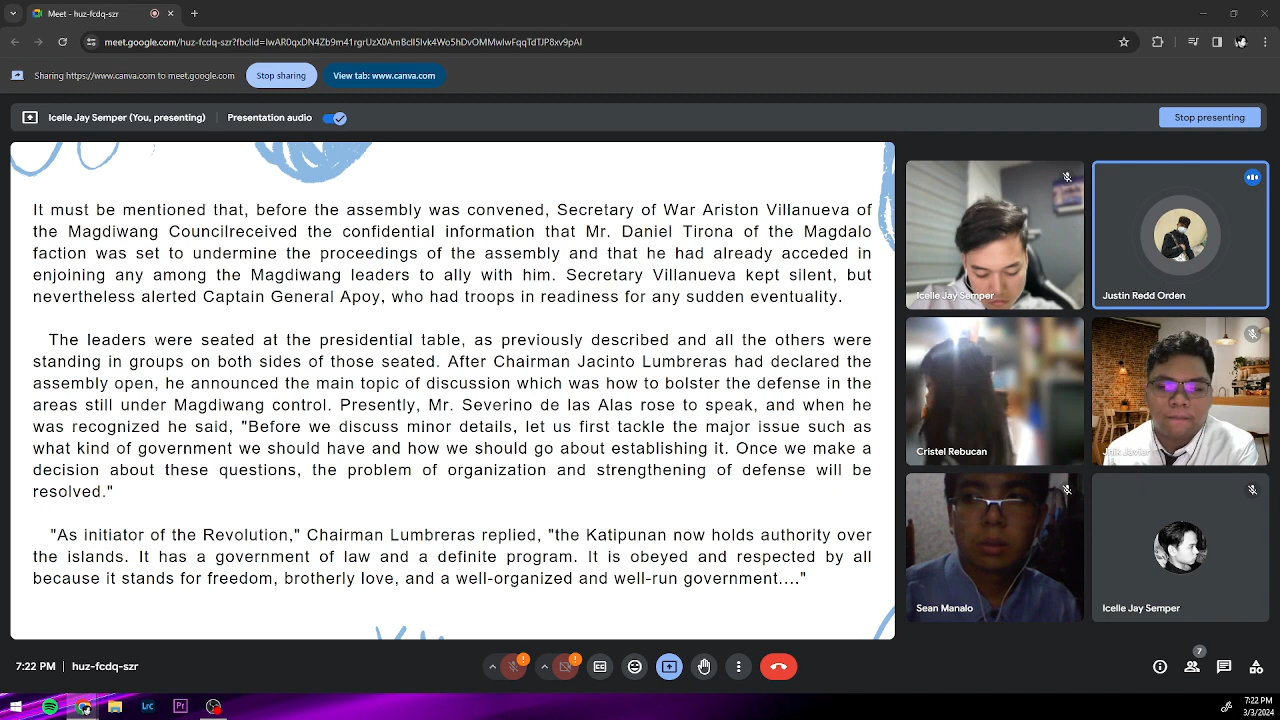 Meet - huz-fcdq-szr
meet.google.com/huz-fcdq-szr?fbclid=IwAR0qxDN4Zb9m41rgrUzX0AmBcIl5Ivk4Wo5hDvOMMwlwFqqTdTJP8xv9pAI
Sharing https://www.canva.com to meet.google.com
Stop sharing
View tab: www.canva.com
Icelle Jay Semper (You, presenting)
Presentation audio
Stop presenting
It must be mentioned that, before the assembly was convened, Secretary of War Ariston Villanueva of
the Magdiwang Councilreceived the confidential information that Mr. Daniel Tirona of the Magdalo
faction was set to undermine the proceedings of the assembly and that he had already acceded in
enjoining any among the Magdiwang leaders to ally with him. Secretary Villanueva kept silent, but
nevertheless alerted Captain General Apoy, who had troops in readiness for any sudden eventuality.
The leaders were seated at the presidential table, as previously described and all the others were
standing in groups on both sides of those seated. After Chairman Jacinto Lumbreras had declared the
assembly open, he announced the main topic of discussion which was how to bolster the defense in the
areas still under Magdiwang control. Presently, Mr. Severino de las Alas rose to speak, and when he
was recognized he said, "Before we discuss minor details, let us first tackle the major issue such as
what kind of government we should have and how we should go about establishing it. Once we make a
decision about these questions, the problem of organization and strengthening of defense will be
resolved."
"As initiator of the Revolution," Chairman Lumbreras replied, "the Katipunan now holds authority over
the islands. It has a government of law and a definite program. It is obeyed and respected by all
because it stands for freedom, brotherly love, and a well-organized and well-run government...."
Icelle Jay Semper
Justin Redd Orden
Cristel Rebucan
Jhik Javier
Sean Manalo
Icelle Jay Semper
7:22 PM | huz-fcdq-szr
7
Lrc
Pr
7:22 PM
3/3/2024